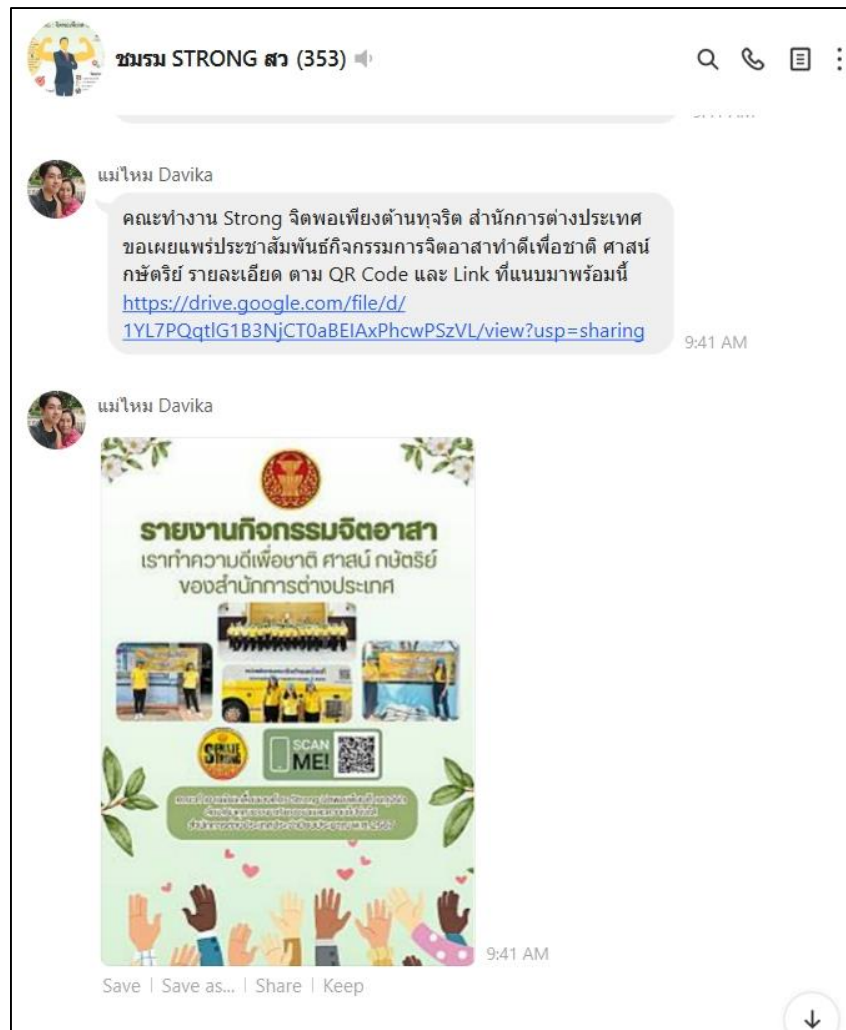 ชมรม STRONG สว (353)
แม่ไหม Davika
คณะทำงาน Strong จิตพอเพียงต้านทุจริต สำนักการต่างประเทศ
ขอเผยแพร่ประชาสัมพันธ์กิจกรรมการจิตอาสาทำดีเพื่อชาติ ศาสน์
กษัตริย์ รายละเอียด ตาม QR Code และ Link ที่แนบมาพร้อมนี้
https://drive.google.com/file/d/
1YL7PQqtlG1B3NjCT0aBEIAxPhcwPSzVL/view?usp=sharing
9:41 AM
แม่ไหม Davika
รายงานกิจกรรมจิตอาสา
เราทำความดีเพื่อชาติ ศาสน์ กษัตริย์
ของสำนักการต่างประเทศ
STRONG
SCAN
ME!
9:41 AM
Save | Save as... | Share | Keep